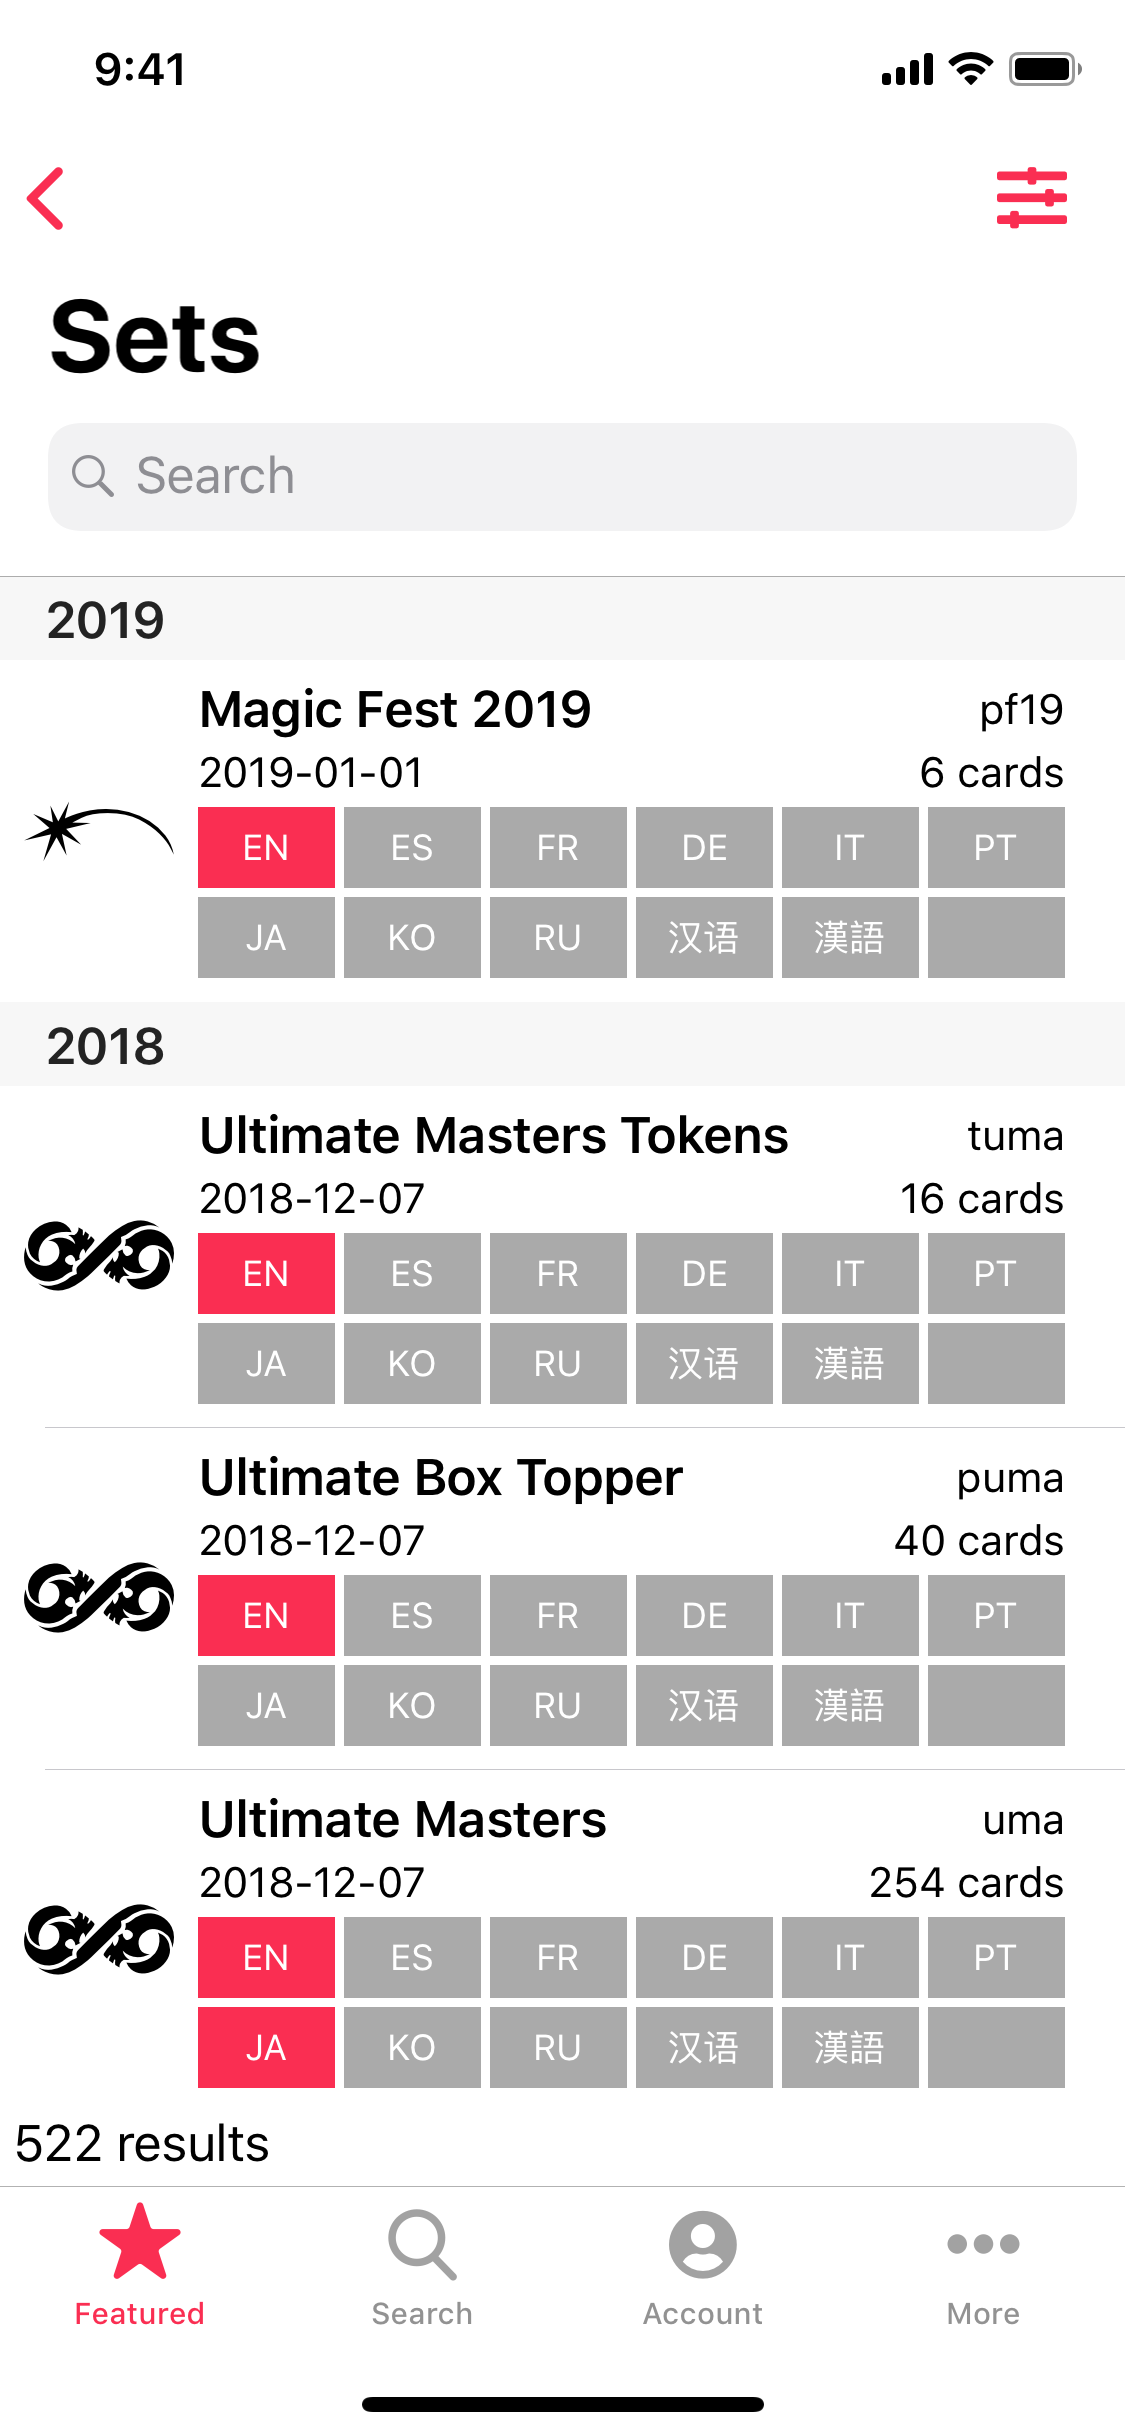 9:41
Sets
Search
2019
Magic Fest 2019 pf19
2019-01-01 6 cards
EN ES FR DE IT PT
JA KO RU 汉语 漢語
2018
Ultimate Masters Tokens tuma
2018-12-07 16 cards
EN ES FR DE IT PT
JA KO RU 汉语 漢語
Ultimate Box Topper puma
2018-12-07 40 cards
EN ES FR DE IT PT
JA KO RU 汉语 漢語
Ultimate Masters uma
2018-12-07 254 cards
EN ES FR DE IT PT
JA KO RU 汉语 漢語
522 results
Featured Search Account More